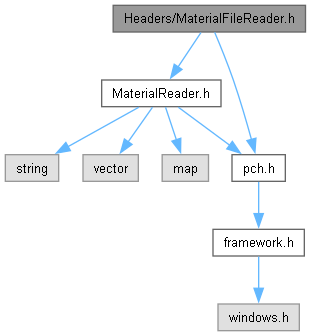 Headers/MaterialFileReader.h
MaterialReader.h
string
vector
map
pch.h
framework.h
windows.h